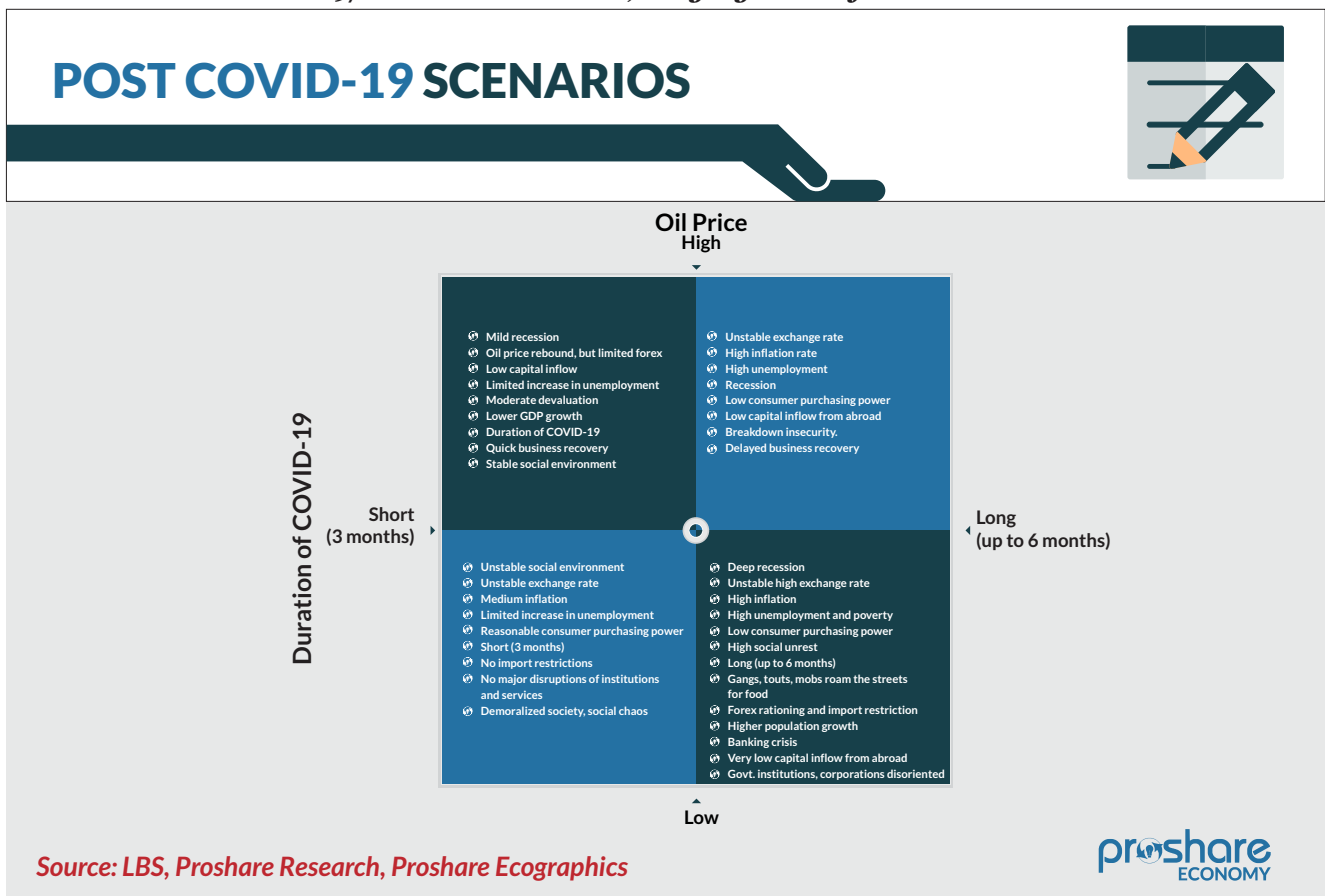 POST COVID-19 SCENARIOS
Oil Price
High
Mild recession
Oil price rebound, but limited forex
Low capital inflow
Limited increase in unemployment
Moderate devaluation
Lower GDP growth
Duration of COVID-19
Quick business recovery
Stable social environment
Unstable exchange rate
High inflation rate
High unemployment
Recession
Low consumer purchasing power
Low capital inflow from abroad
Breakdown insecurity.
Delayed business recovery
Duration of COVID-19
Short
(3 months)
Long
(up to 6 months)
Unstable social environment
Unstable exchange rate
Medium inflation
Limited increase in unemployment
Reasonable consumer purchasing power
Short (3 months)
No import restrictions
No major disruptions of institutions
and services
Demoralized society, social chaos
Deep recession
Unstable high exchange rate
High inflation
High unemployment and poverty
Low consumer purchasing power
High social unrest
Long (up to 6 months)
Gangs, touts, mobs roam the streets
for food
Forex rationing and import restriction
Higher population growth
Banking crisis
Very low capital inflow from abroad
Govt. institutions, corporations disoriented
Low
Source: LBS, Proshare Research, Proshare Ecographics
proshare
ECONOMY